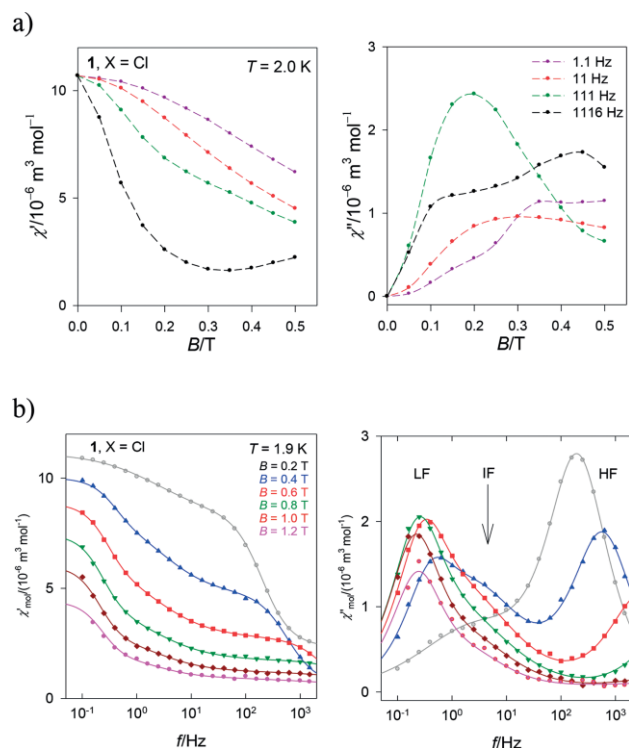 a)
1, X = Cl
T = 2.0 K
χ'/10⁻⁶ m³ mol⁻¹
10
5
0
0.0 0.1 0.2 0.3 0.4 0.5
B/T
1.1 Hz
11 Hz
111 Hz
1116 Hz
χ"/10⁻⁶ m³ mol⁻¹
3
2
1
0
0.0 0.1 0.2 0.3 0.4 0.5
B/T
b)
1, X = Cl
T = 1.9 K
B = 0.2 T
B = 0.4 T
B = 0.6 T
B = 0.8 T
B = 1.0 T
B = 1.2 T
χ'mol/(10⁻⁶ m³ mol⁻¹)
10
5
0
10⁻¹ 10⁰ 10¹ 10² 10³
f/Hz
LF
IF
HF
χ"mol/(10⁻⁶ m³ mol⁻¹)
3
2
1
0
10⁻¹ 10⁰ 10¹ 10² 10³
f/Hz